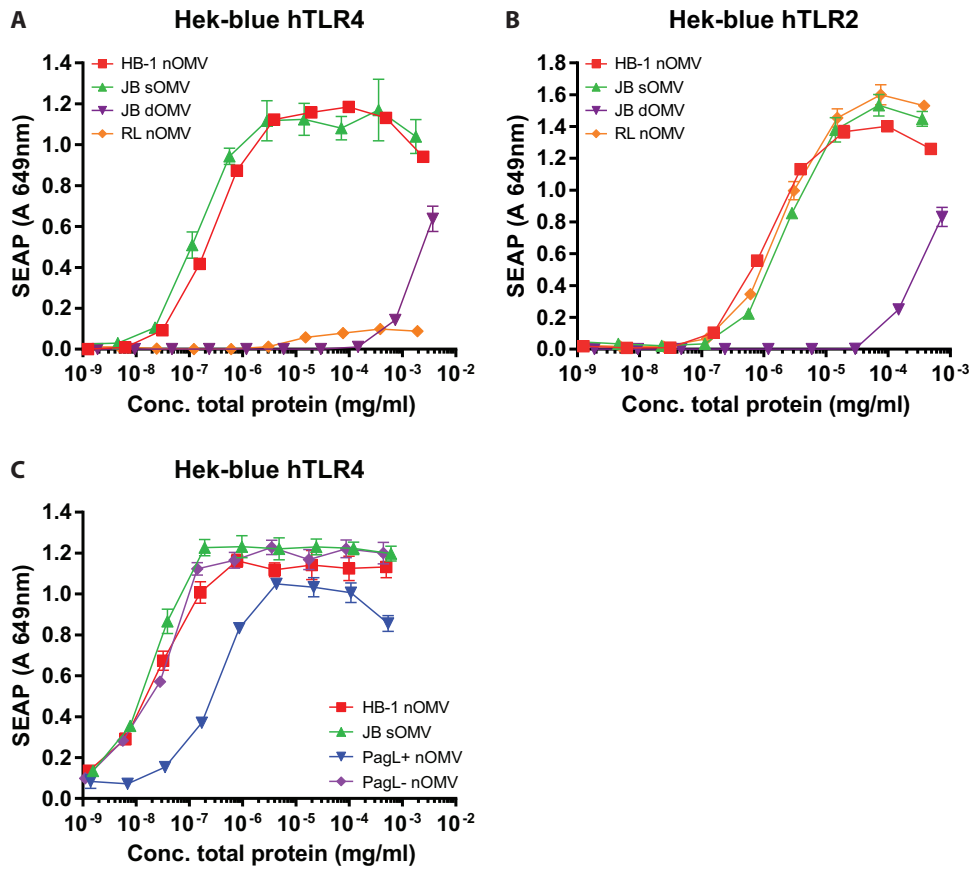 A
Hek-blue hTLR4
SEAP (A 649nm)
1.4
1.2
1.0
0.8
0.6
0.4
0.2
0.0
HB-1 nOMV
JB sOMV
JB dOMV
RL nOMV
10-9 10-8 10-7 10-6 10-5 10-4 10-3 10-2
Conc. total protein (mg/ml)
B
Hek-blue hTLR2
SEAP (A 649nm)
1.8
1.6
1.4
1.2
1.0
0.8
0.6
0.4
0.2
0.0
HB-1 nOMV
JB sOMV
JB dOMV
RL nOMV
10-9 10-8 10-7 10-6 10-5 10-4 10-3
Conc. total protein (mg/ml)
C
Hek-blue hTLR4
SEAP (A 649nm)
1.4
1.2
1.0
0.8
0.6
0.4
0.2
0.0
HB-1 nOMV
JB sOMV
PagL+ nOMV
PagL- nOMV
10-9 10-8 10-7 10-6 10-5 10-4 10-3 10-2
Conc. total protein (mg/ml)